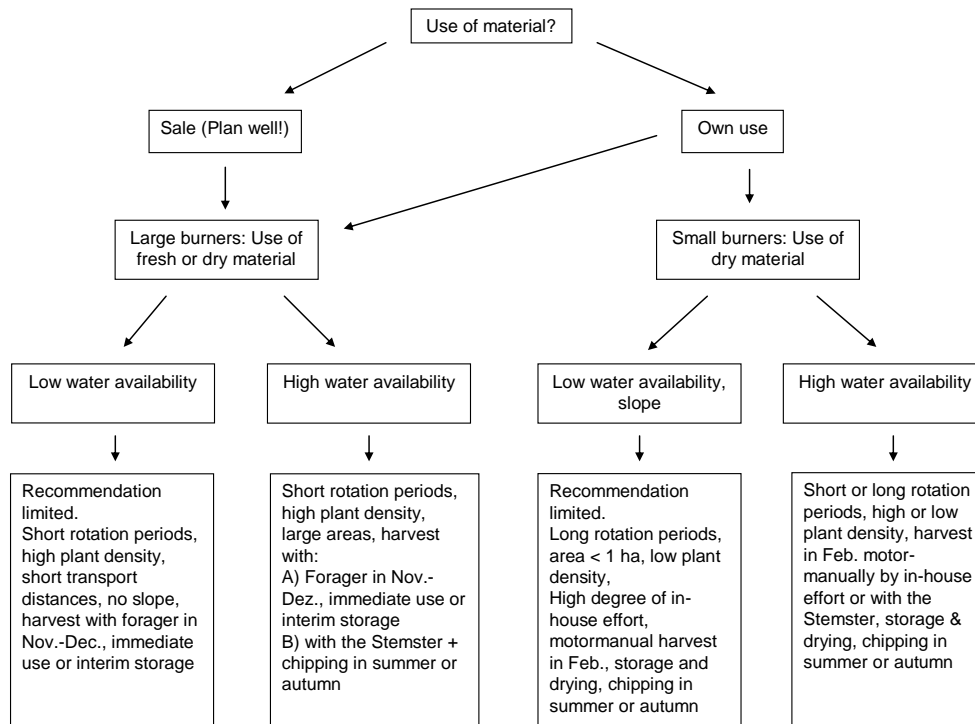 Use of material?
Sale (Plan well!)
Own use
Large burners: Use of
fresh or dry material
Small burners: Use of
dry material
Low water availability
High water availability
Low water availability,
slope
High water availability
Recommendation
limited.
Short rotation periods,
high plant density,
short transport
distances, no slope,
harvest with forager in
Nov.-Dec., immediate
use or interim storage
Short rotation periods,
high plant density,
large areas, harvest
with:
A) Forager in Nov.-
Dez., immediate use or
interim storage
B) with the Stemster +
chipping in summer or
autumn
Recommendation
limited.
Long rotation periods,
area < 1 ha, low plant
density,
High degree of in-
house effort,
motormanual harvest
in Feb., storage and
drying, chipping in
summer or autumn
Short or long rotation
periods, high or low
plant density, harvest
in Feb. motor-
manually by in-house
effort or with the
Stemster, storage &
drying, chipping in
summer or autumn